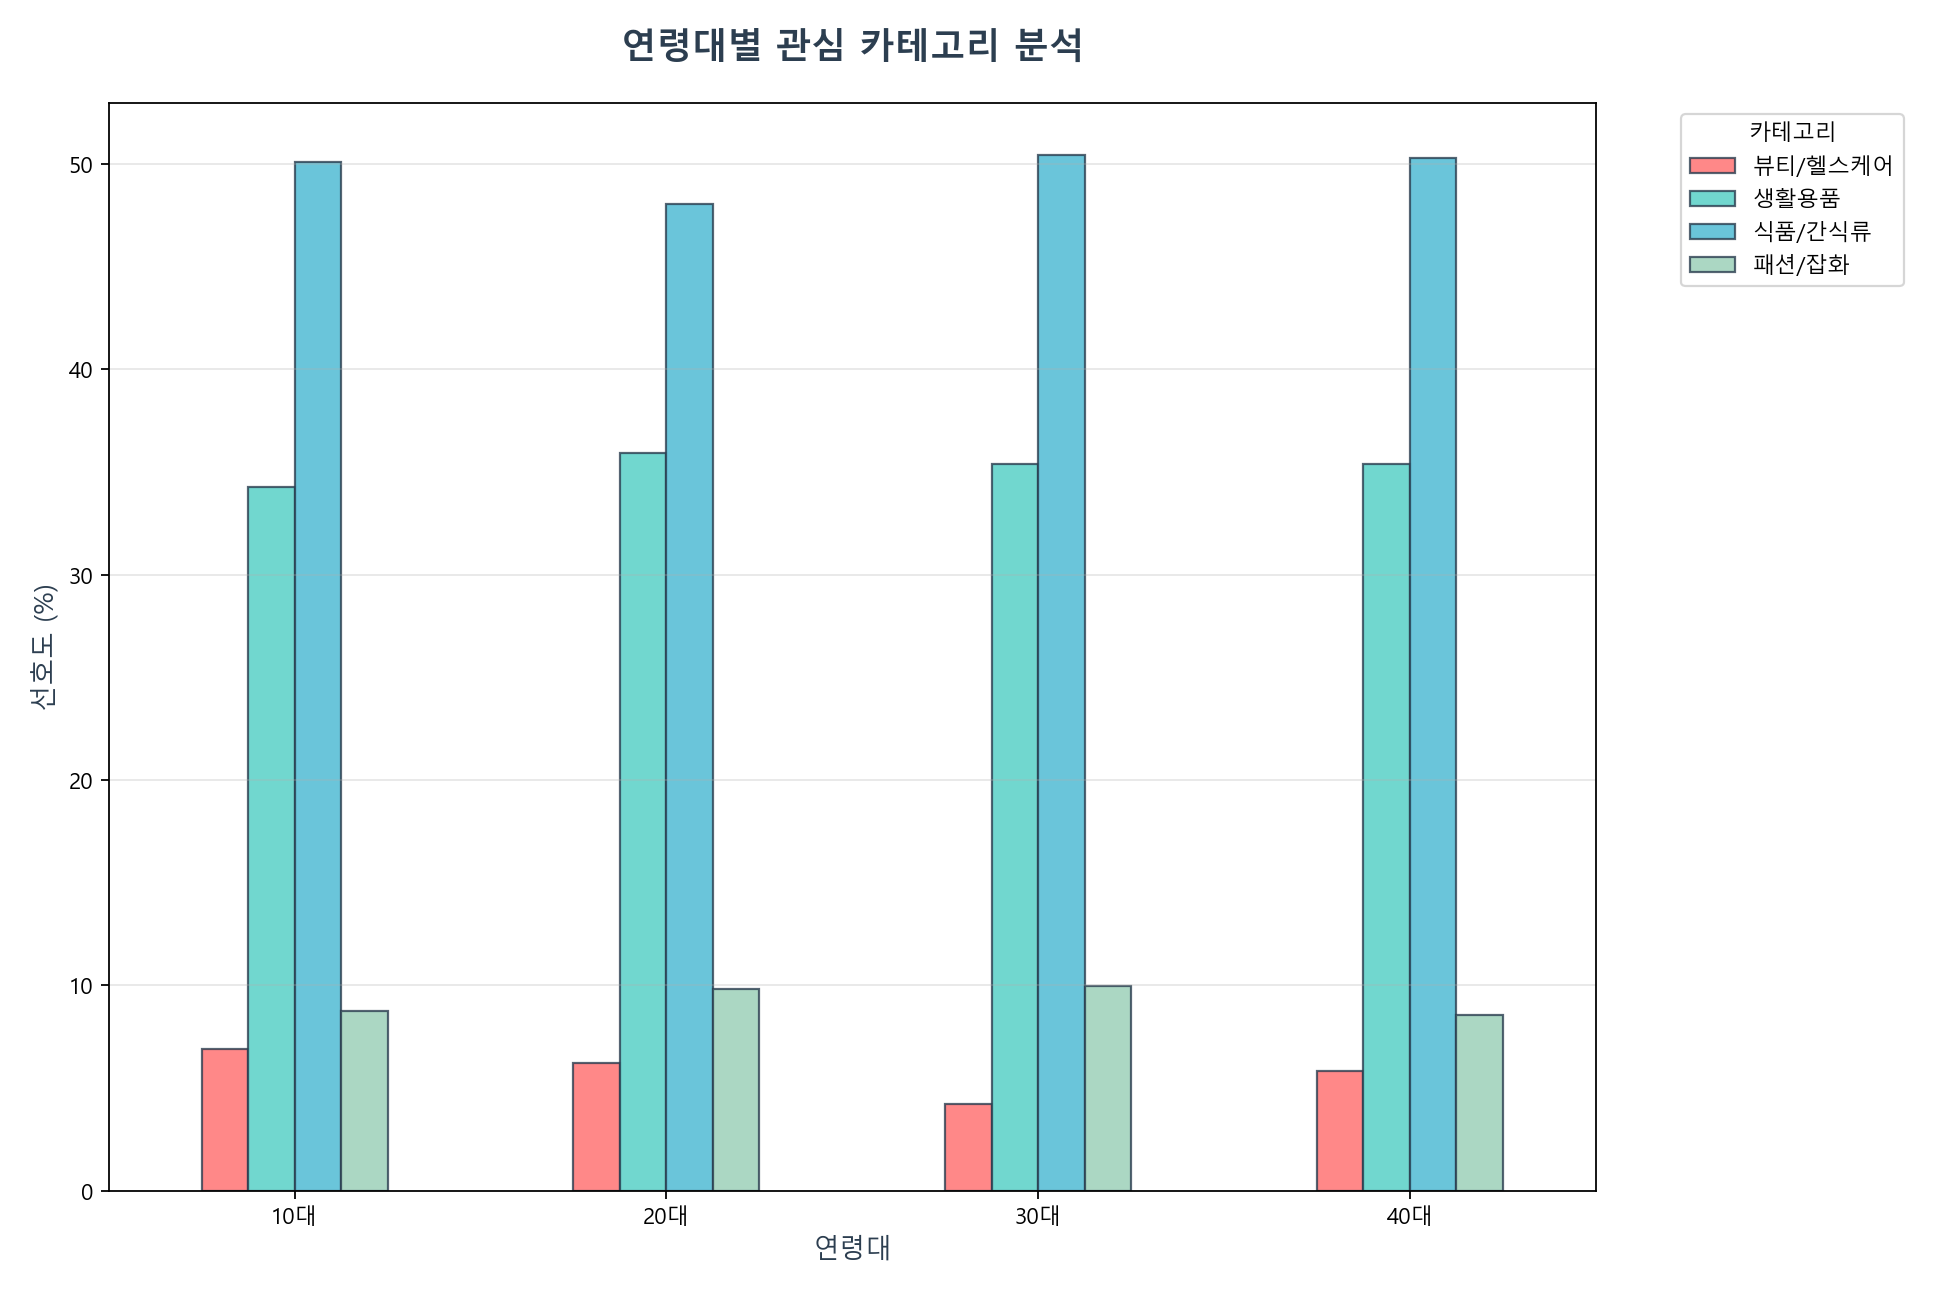 연령대별 관심 카테고리 분석
카테고리
뷰티/헬스케어
생활용품
식품/간식류
패션/잡화
선호도 (%)
50
40
30
20
10
0
10대
20대
30대
40대
연령대